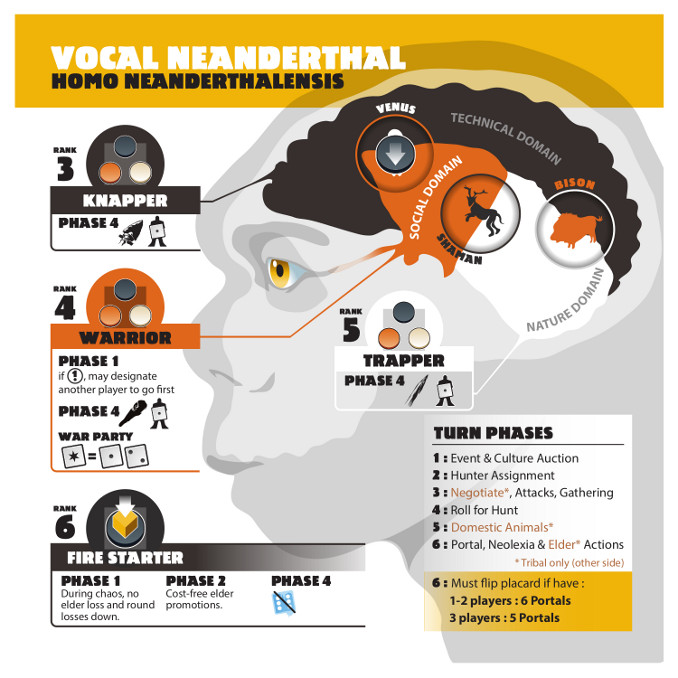 VOCAL NEANDERTHAL
HOMO NEANDERTHALENSIS
VENUS
TECHNICAL DOMAIN
SOCIAL DOMAIN
SHAMAN
BISON
NATURE DOMAIN
RANK
3
KNAPPER
PHASE 4
RANK
4
WARRIOR
PHASE 1
if 1, may designate
another player to go first
PHASE 4
WAR PARTY
=
RANK
5
TRAPPER
PHASE 4
RANK
6
FIRE STARTER
PHASE 1
During chaos, no
elder loss and round
losses down.
PHASE 2
Cost-free elder
promotions.
PHASE 4
TURN PHASES
1 : Event & Culture Auction
2 : Hunter Assignment
3 : Negotiate*, Attacks, Gathering
4 : Roll for Hunt
5 : Domestic Animals*
6 : Portal, Neolexia & Elder* Actions
* Tribal only (other side)
6 : Must flip placard if have :
1-2 players : 6 Portals
3 players : 5 Portals